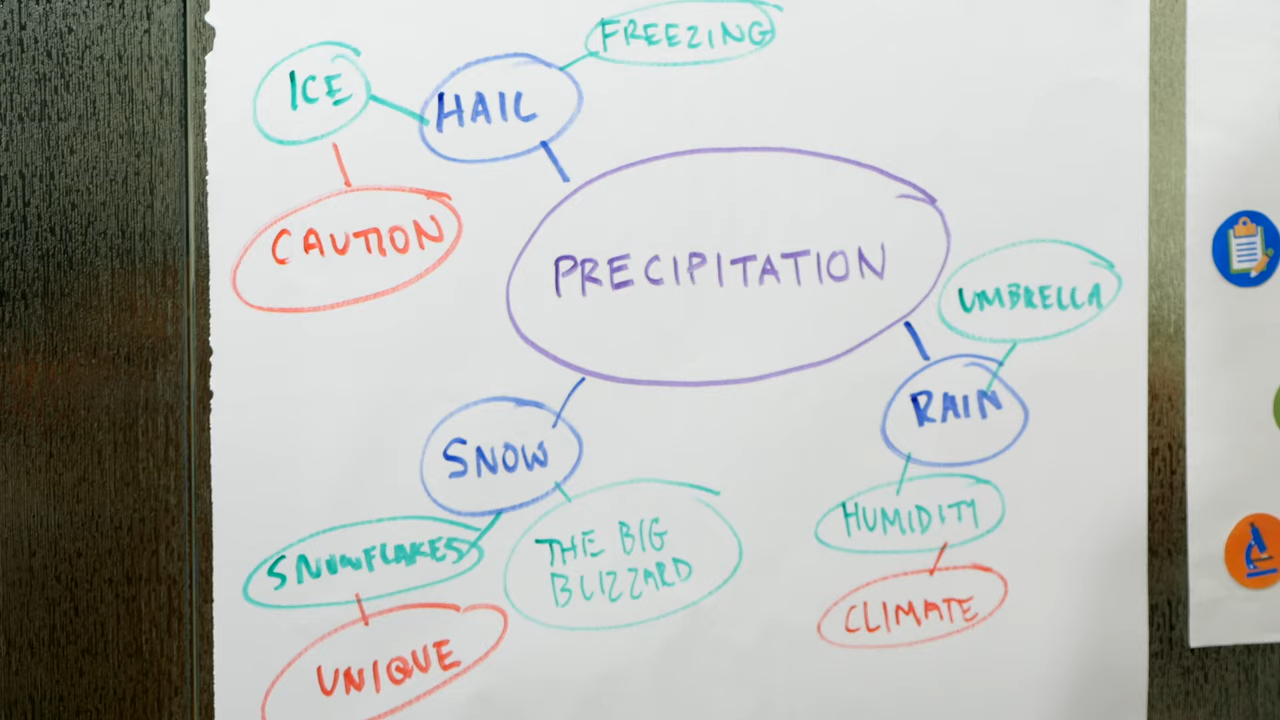 FREEZING
ICE
HAIL
CAUTION
PRECIPITATION
UMBRELLA
RAIN
SNOW
HUMIDITY
SNOWFLAKES
THE BIG
BLIZZARD
CLIMATE
UNIQUE